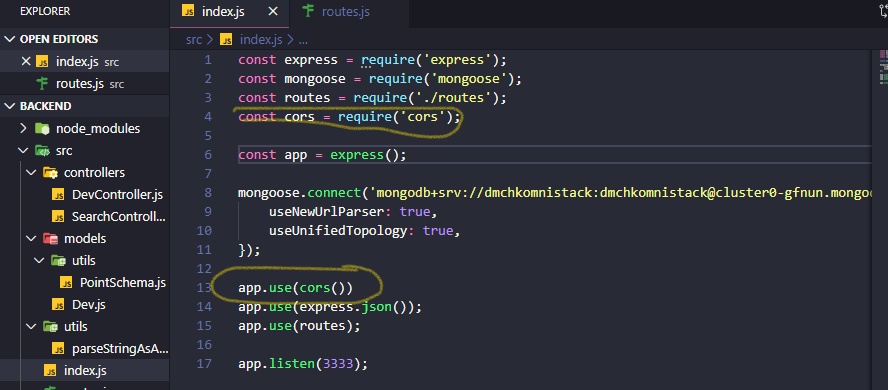 EXPLORER
index.js
routes.js
OPEN EDITORS
index.js src
routes.js src
BACKEND
node_modules
src
controllers
DevController.js
SearchControll...
models
utils
PointSchema.js
Dev.js
utils
parseStringAsA...
index.js
src > index.js > ...
1 const express = require('express');
2 const mongoose = require('mongoose');
3 const routes = require('./routes');
4 const cors = require('cors');
5
6 const app = express();
7
8 mongoose.connect('mongodb+srv://dmchkomnistack:dmchkomnistack@cluster0-gfnun.mongod
9 useNewUrlParser: true,
10 useUnifiedTopology: true,
11 });
12
13 app.use(cors())
14 app.use(express.json());
15 app.use(routes);
16
17 app.listen(3333);